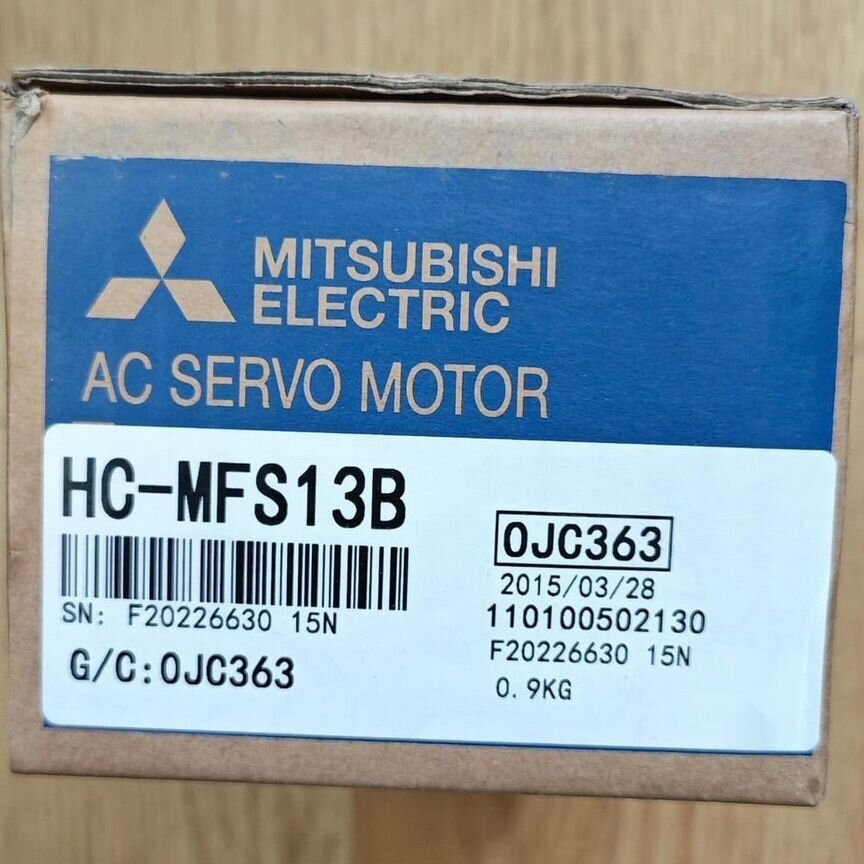 MITSUBISHI
ELECTRIC
AC SERVO MOTOR
HC-MFS13B
SN: F20226630 15N
G/C:0JC363
0JC363
2015/03/28
110100502130
F20226630 15N
0.9KG